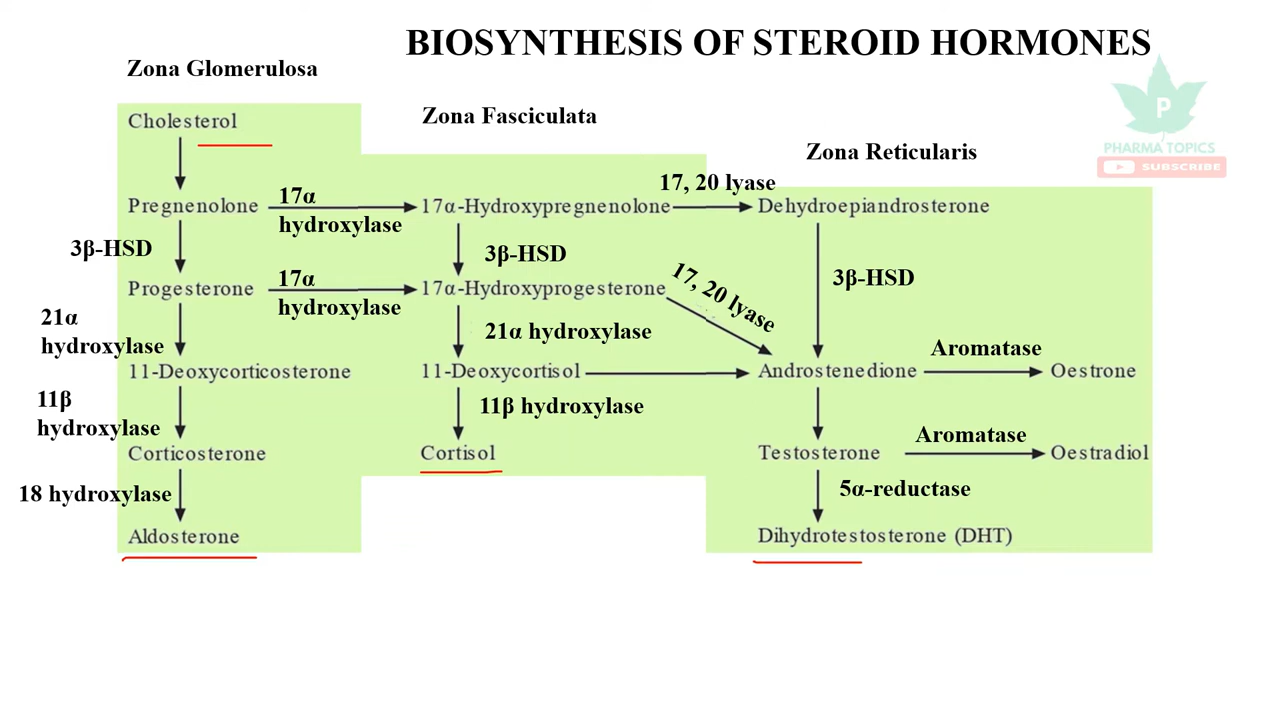 BIOSYNTHESIS OF STEROID HORMONES
Zona Glomerulosa
Zona Fasciculata
Zona Reticularis
P
PHARMA TOPICS
SUBSCRIBE
Cholesterol
17, 20 lyase
Pregnenolone
17α
hydroxylase
17α-Hydroxypregnenolone
Dehydroepiandrosterone
3β-HSD
3β-HSD
3β-HSD
Progesterone
17α
hydroxylase
17α-Hydroxyprogesterone
17, 20 lyase
21α
hydroxylase
21α hydroxylase
Aromatase
11-Deoxycorticosterone
11-Deoxycortisol
Androstenedione
Oestrone
11β
hydroxylase
11β hydroxylase
Aromatase
Corticosterone
Cortisol
Testosterone
Oestradiol
18 hydroxylase
5α-reductase
Aldosterone
Dihydrotestosterone (DHT)